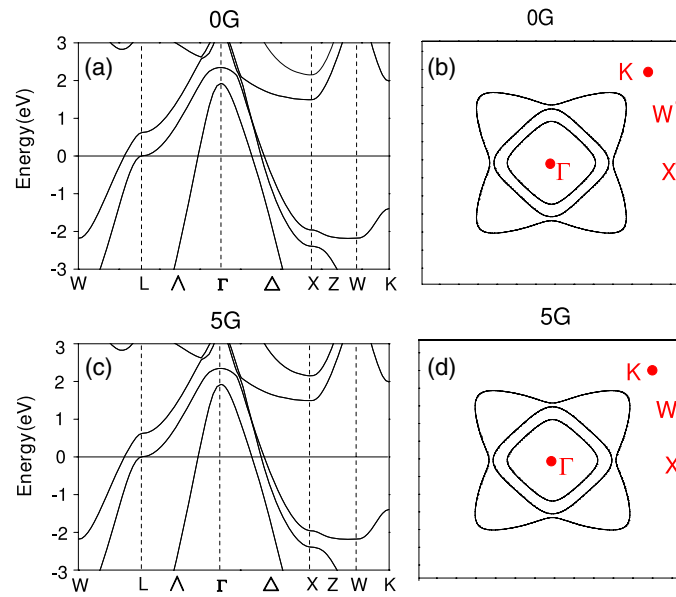 0G
0G
(a)
(b)
Energy(eV)
3
2
1
0
-1
-2
-3
W L Λ Γ Δ X Z W K
K
W'
X
Γ
5G
5G
(c)
(d)
Energy(eV)
3
2
1
0
-1
-2
-3
W L Λ Γ Δ X Z W K
K
W
X
Γ